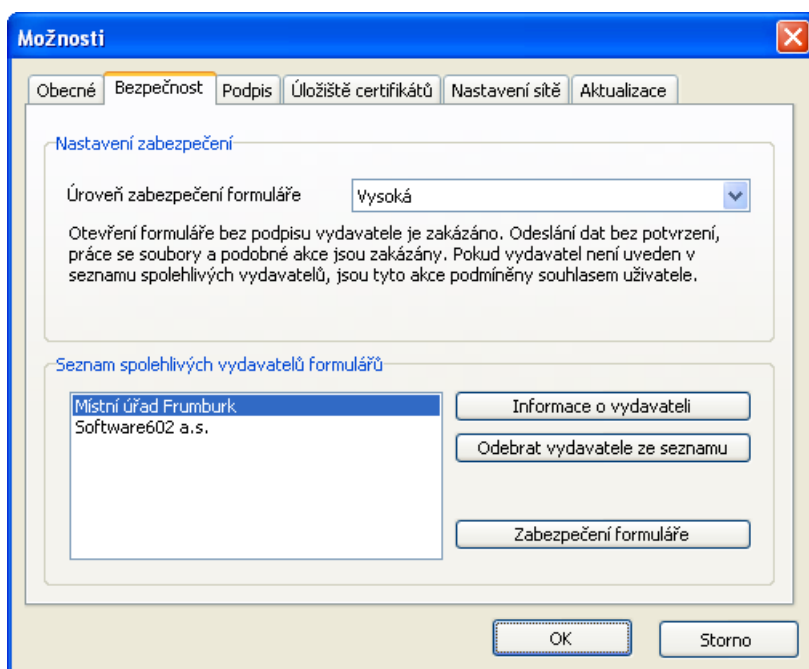 Možnosti
Obecné
Bezpečnost
Podpis
Úložiště certifikátů
Nastavení sítě
Aktualizace
Nastavení zabezpečení
Úroveň zabezpečení formuláře
Vysoká
Otevření formuláře bez podpisu vydavatele je zakázáno. Odeslání dat bez potvrzení,
práce se soubory a podobné akce jsou zakázány. Pokud vydavatel není uveden v
seznamu spolehlivých vydavatelů, jsou tyto akce podmíněny souhlasem uživatele.
Seznam spolehlivých vydavatelů formulářů
Místní úřad Frumburk
Software602 a.s.
Informace o vydavateli
Odebrat vydavatele ze seznamu
Zabezpečení formuláře
OK
Storno